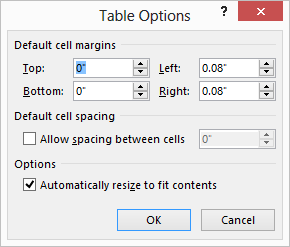 Table Options ? ×
Default cell margins
Top: 0" Left: 0.08"
Bottom: 0" Right: 0.08"
Default cell spacing
Allow spacing between cells 0"
Options
Automatically resize to fit contents
OK Cancel